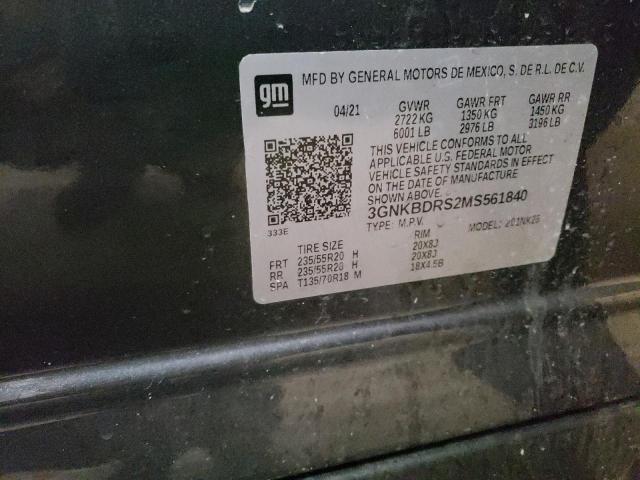 gm
MFD BY GENERAL MOTORS DE MEXICO, S. DE R.L. DE C.V.
04/21 GVWR GAWR FRT GAWR RR
2722 KG 1350 KG 1450 KG
6001 LB 2976 LB 3196 LB
THIS VEHICLE CONFORMS TO ALL
APPLICABLE U.S. FEDERAL MOTOR
VEHICLE SAFETY STANDARDS IN EFFECT
ON THE DATE OF MANUFACTURE
SHOWN ABOVE.
3GNKBDRS2MS561840
333E
TYPE: M.P.V. MODEL: 201NK26
TIRE SIZE RIM
FRT 235/55R20 H 20X8J
RR 235/55R20 H 20X8J
SPA T135/70R18 M 18X4.5B